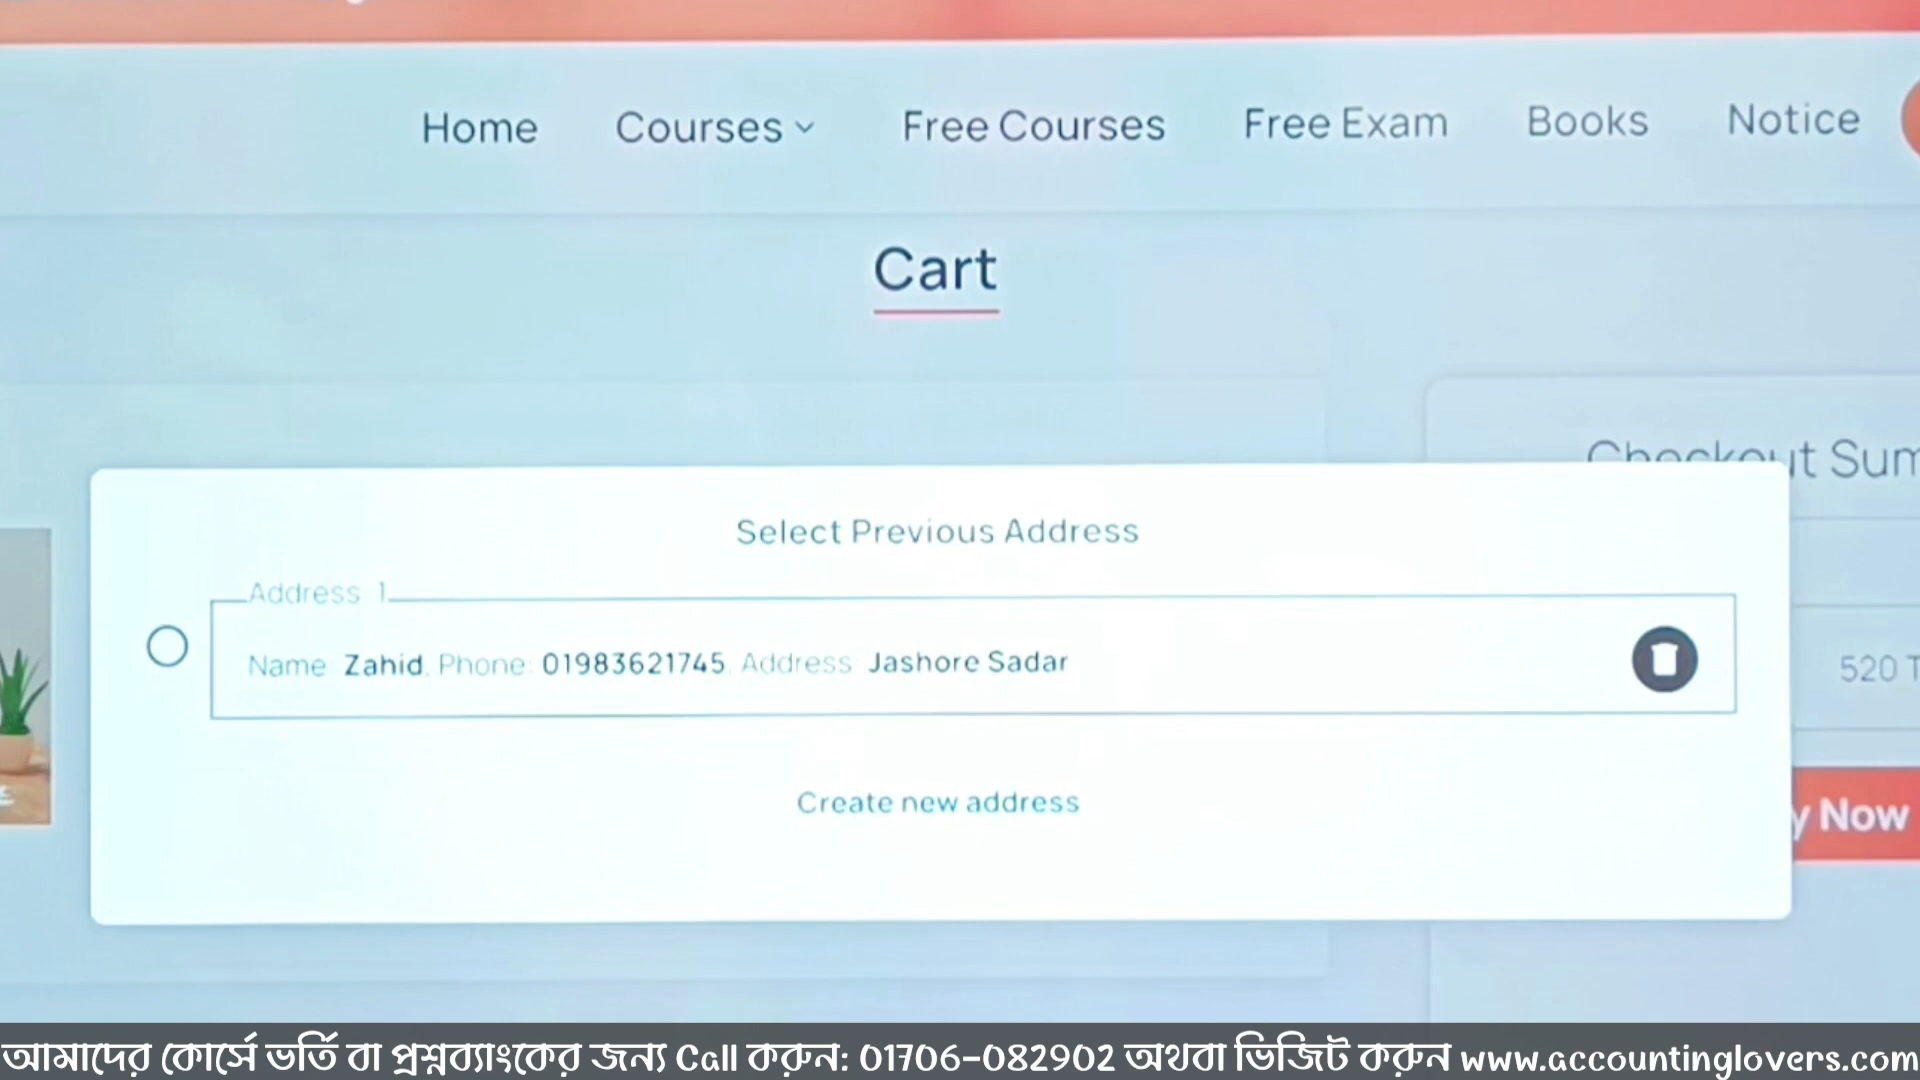 Home Courses Free Courses Free Exam Books Notice
Cart
Checkout Sum
Select Previous Address
Address 1
Name Zahid, Phone: 01983621745, Address Jashore Sadar
520 T
Create new address
y Now
আমাদের কোর্সে ভর্তি বা প্রশ্নব্যাংকের জন্য Call করুন: 01706-082902 অথবা ভিজিট করুন www.accountinglovers.com